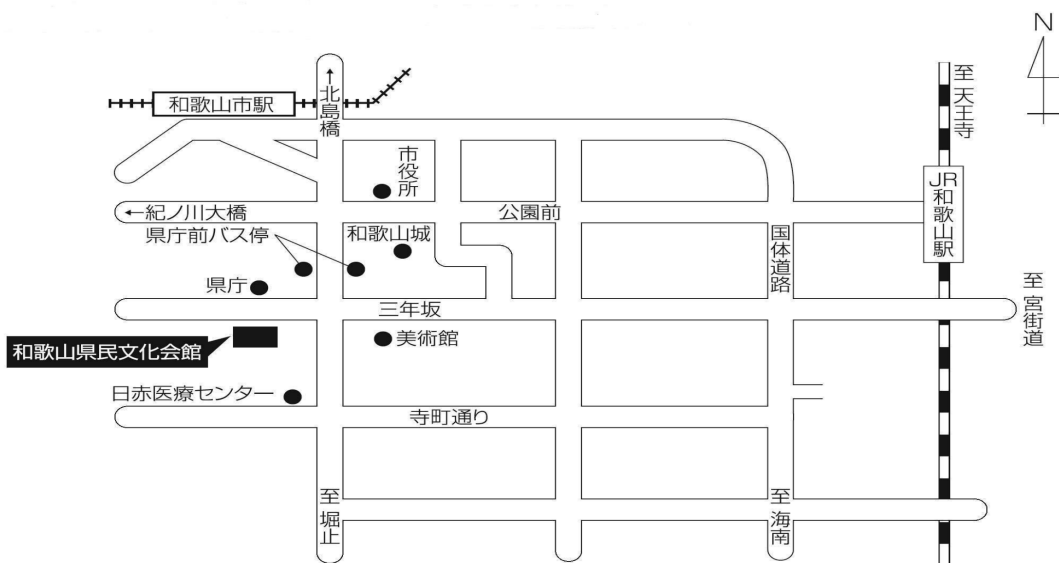 N
和歌山市駅
↑北島橋
至天王寺
市役所
JR和歌山駅
←紀ノ川大橋
公園前
県庁前バス停
和歌山城
国体道路
県庁
三年坂
至宮街道
和歌山県民文化会館
美術館
日赤医療センター
寺町通り
至堀止
至海南